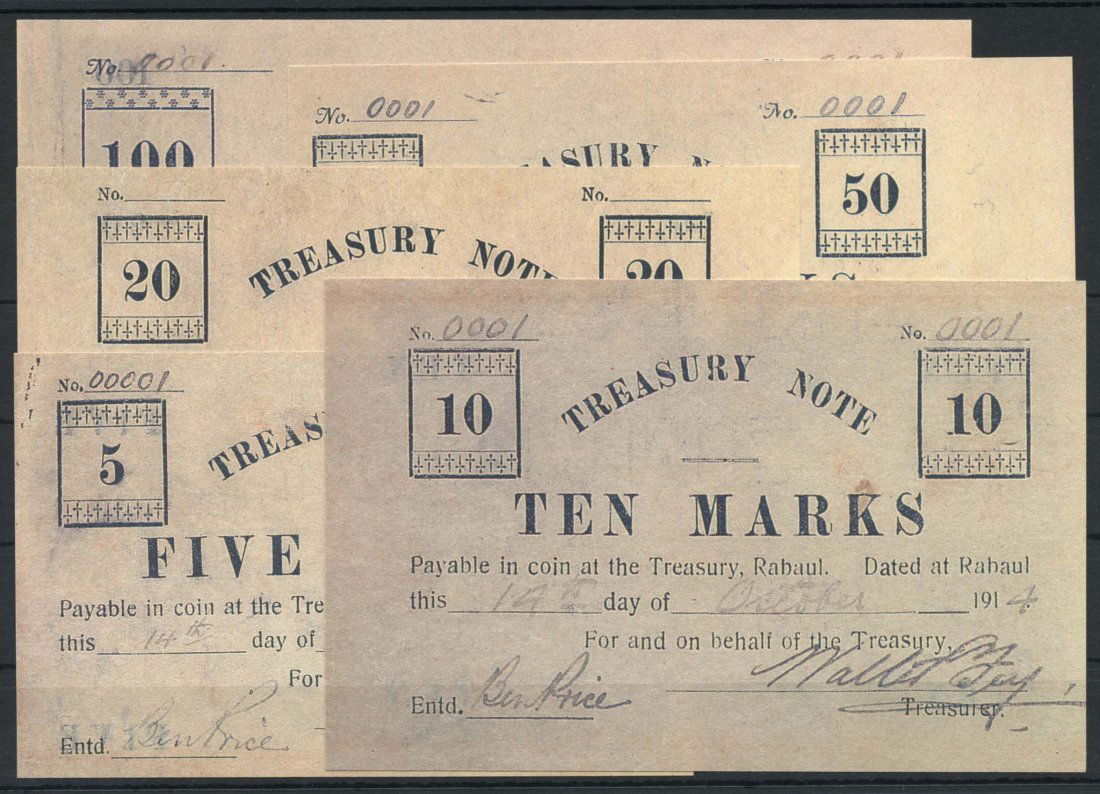 No. 0001
100
No. 0001
No. 0001
50
ASURY
No.
No.
20
20
TREASURY NOTE
No. 00001
5
TREAS
FIVE
Payable in coin at the Tre
this 14th day of
For
Entd. Ben Price
No. 0001
No. 0001
10
10
TREASURY NOTE
TEN MARKS
Payable in coin at the Treasury, Rabaul. Dated at Rabaul
this 14th day of October 1914
For and on behalf of the Treasury,
Entd. Ben Price
Treasurer.